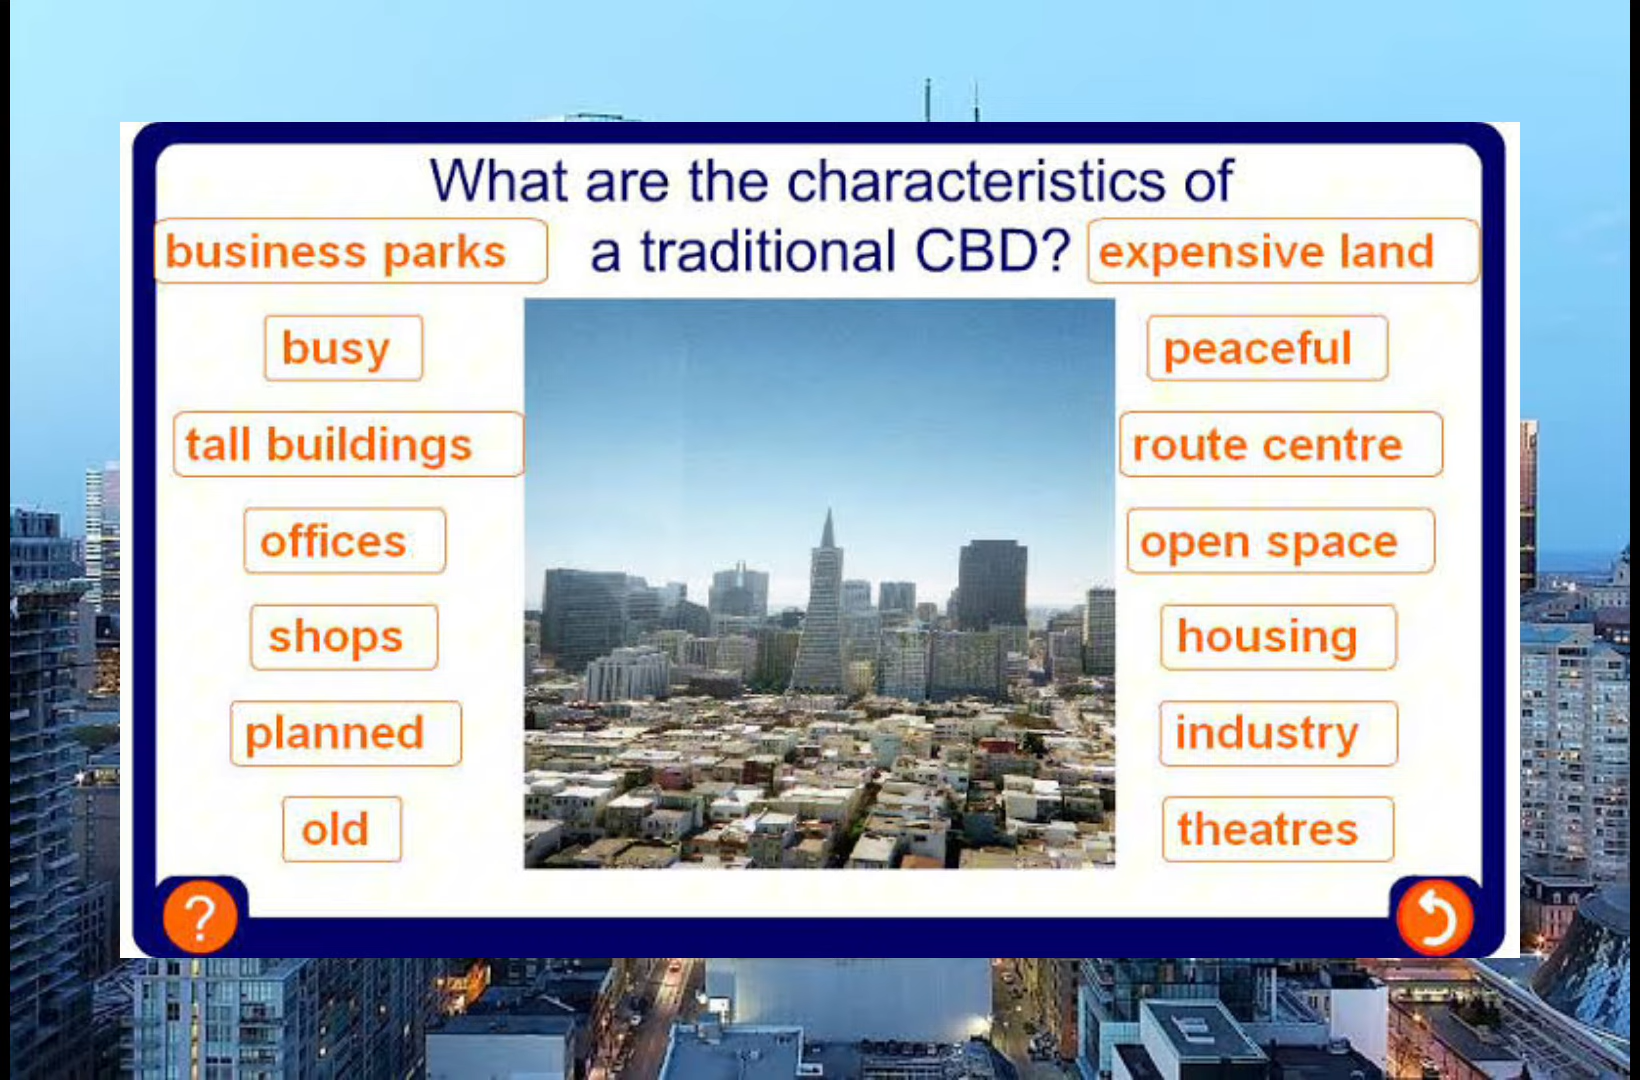 What are the characteristics of
a traditional CBD?
business parks
busy
tall buildings
offices
shops
planned
old
expensive land
peaceful
route centre
open space
housing
industry
theatres
?